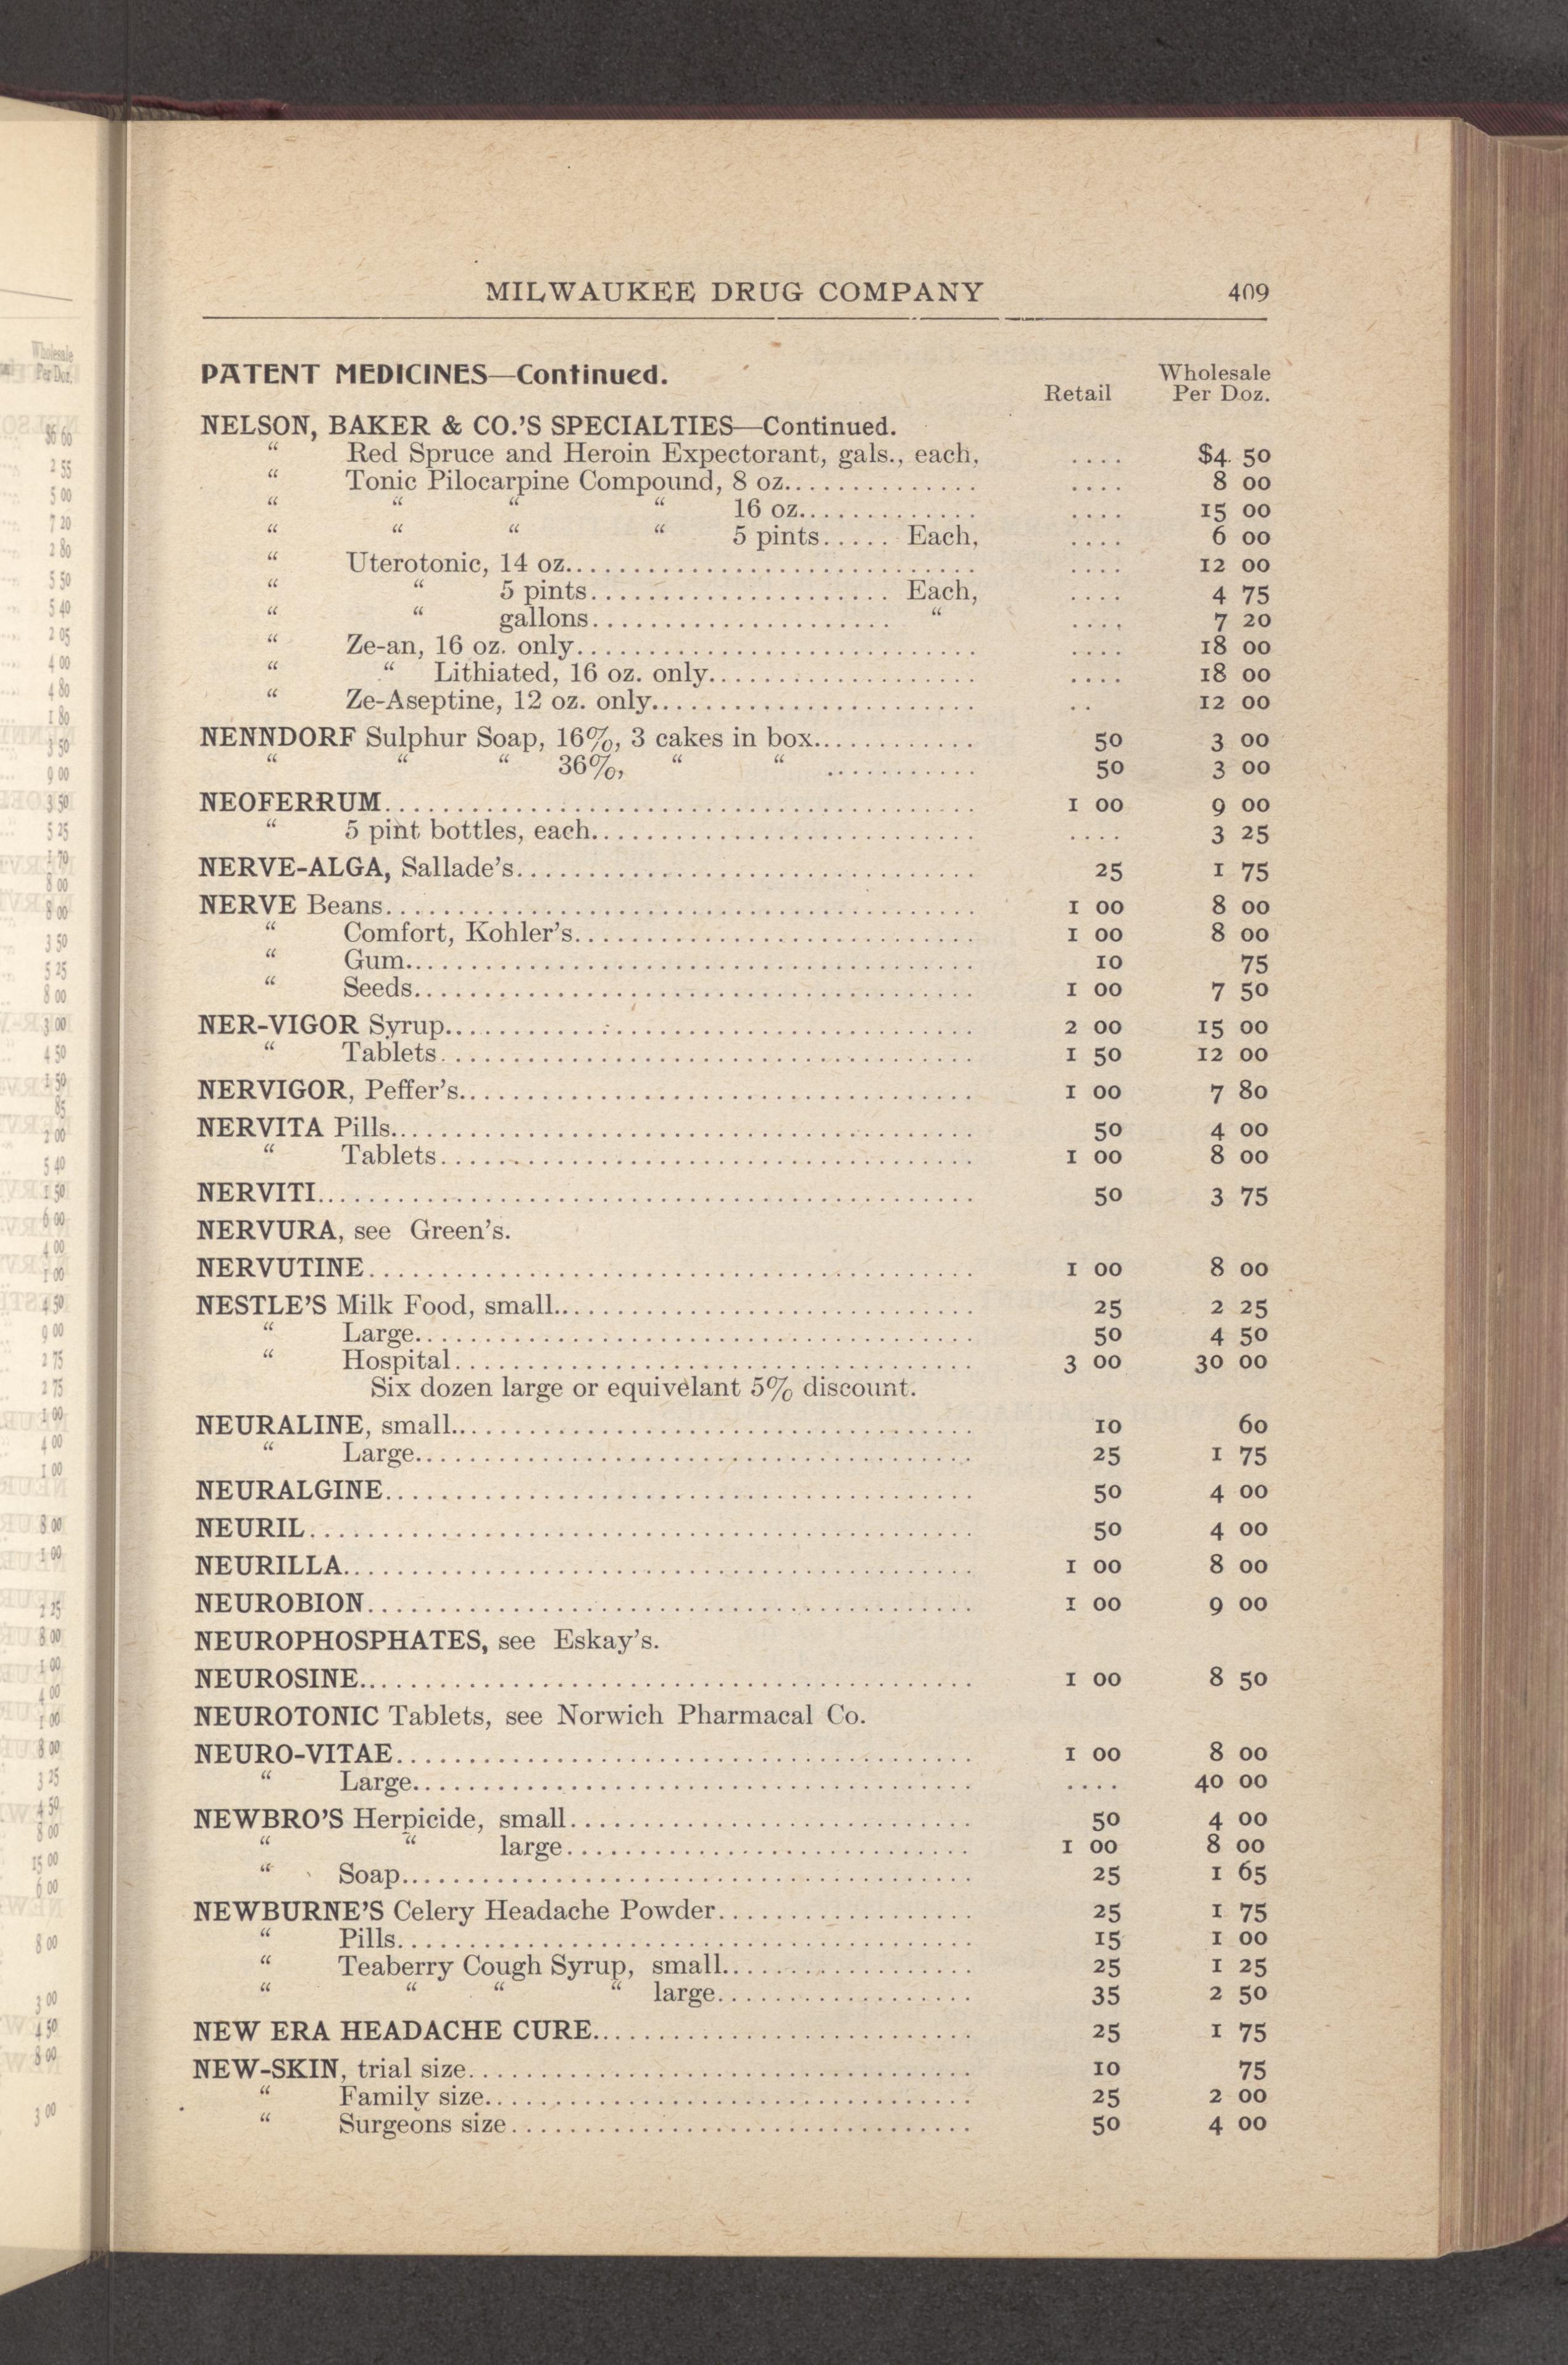 MILWAUKEE DRUG COMPANY 409
PATENT MEDICINES—Continued. Retail Wholesale Per Doz.
NELSON, BAKER & CO.'S SPECIALTIES—Continued.
“ Red Spruce and Heroin Expectorant, gals., each, .... $4 50
“ Tonic Pilocarpine Compound, 8 oz. .... 8 00
“ “ “ “ 16 oz. .... 15 00
“ “ “ “ 5 pints..... Each, .... 6 00
“ Uterotonic, 14 oz. .... 12 00
“ “ 5 pints..... Each, .... 4 75
“ “ gallons..... “ .... 7 20
“ Ze-an, 16 oz. only..... .... 18 00
“ “ Lithiated, 16 oz. only..... .... 18 00
“ Ze-Aseptine, 12 oz. only..... .. 12 00
NENNDORF Sulphur Soap, 16%, 3 cakes in box..... 50 3 00
“ “ “ 36%, “ “ ..... 50 3 00
NEOFERRUM..... 1 00 9 00
“ 5 pint bottles, each..... .... 3 25
NERVE-ALGA, Sallade's..... 25 1 75
NERVE Beans..... 1 00 8 00
“ Comfort, Kohler's..... 1 00 8 00
“ Gum..... 10 75
“ Seeds..... 1 00 7 50
NER-VIGOR Syrup..... 2 00 15 00
“ Tablets..... 1 50 12 00
NERVIGOR, Peffer's..... 1 00 7 80
NERVITA Pills..... 50 4 00
“ Tablets..... 1 00 8 00
NERVITI..... 50 3 75
NERVURA, see Green's.
NERVUTINE..... 1 00 8 00
NESTLE'S Milk Food, small..... 25 2 25
“ Large..... 50 4 50
“ Hospital..... 3 00 30 00
Six dozen large or equivelant 5% discount.
NEURALINE, small..... 10 60
“ Large..... 25 1 75
NEURALGINE..... 50 4 00
NEURIL..... 50 4 00
NEURILLA..... 1 00 8 00
NEUROBION..... 1 00 9 00
NEUROPHOSPHATES, see Eskay's.
NEUROSINE..... 1 00 8 50
NEUROTONIC Tablets, see Norwich Pharmacal Co.
NEURO-VITAE..... 1 00 8 00
“ Large..... .... 40 00
NEWBRO'S Herpicide, small..... 50 4 00
“ “ large..... 1 00 8 00
“ Soap..... 25 1 65
NEWBURNE'S Celery Headache Powder..... 25 1 75
“ Pills..... 15 1 00
“ Teaberry Cough Syrup, small..... 25 1 25
“ “ “ “ large..... 35 2 50
NEW ERA HEADACHE CURE..... 25 1 75
NEW-SKIN, trial size..... 10 75
“ Family size..... 25 2 00
“ Surgeons size..... 50 4 00